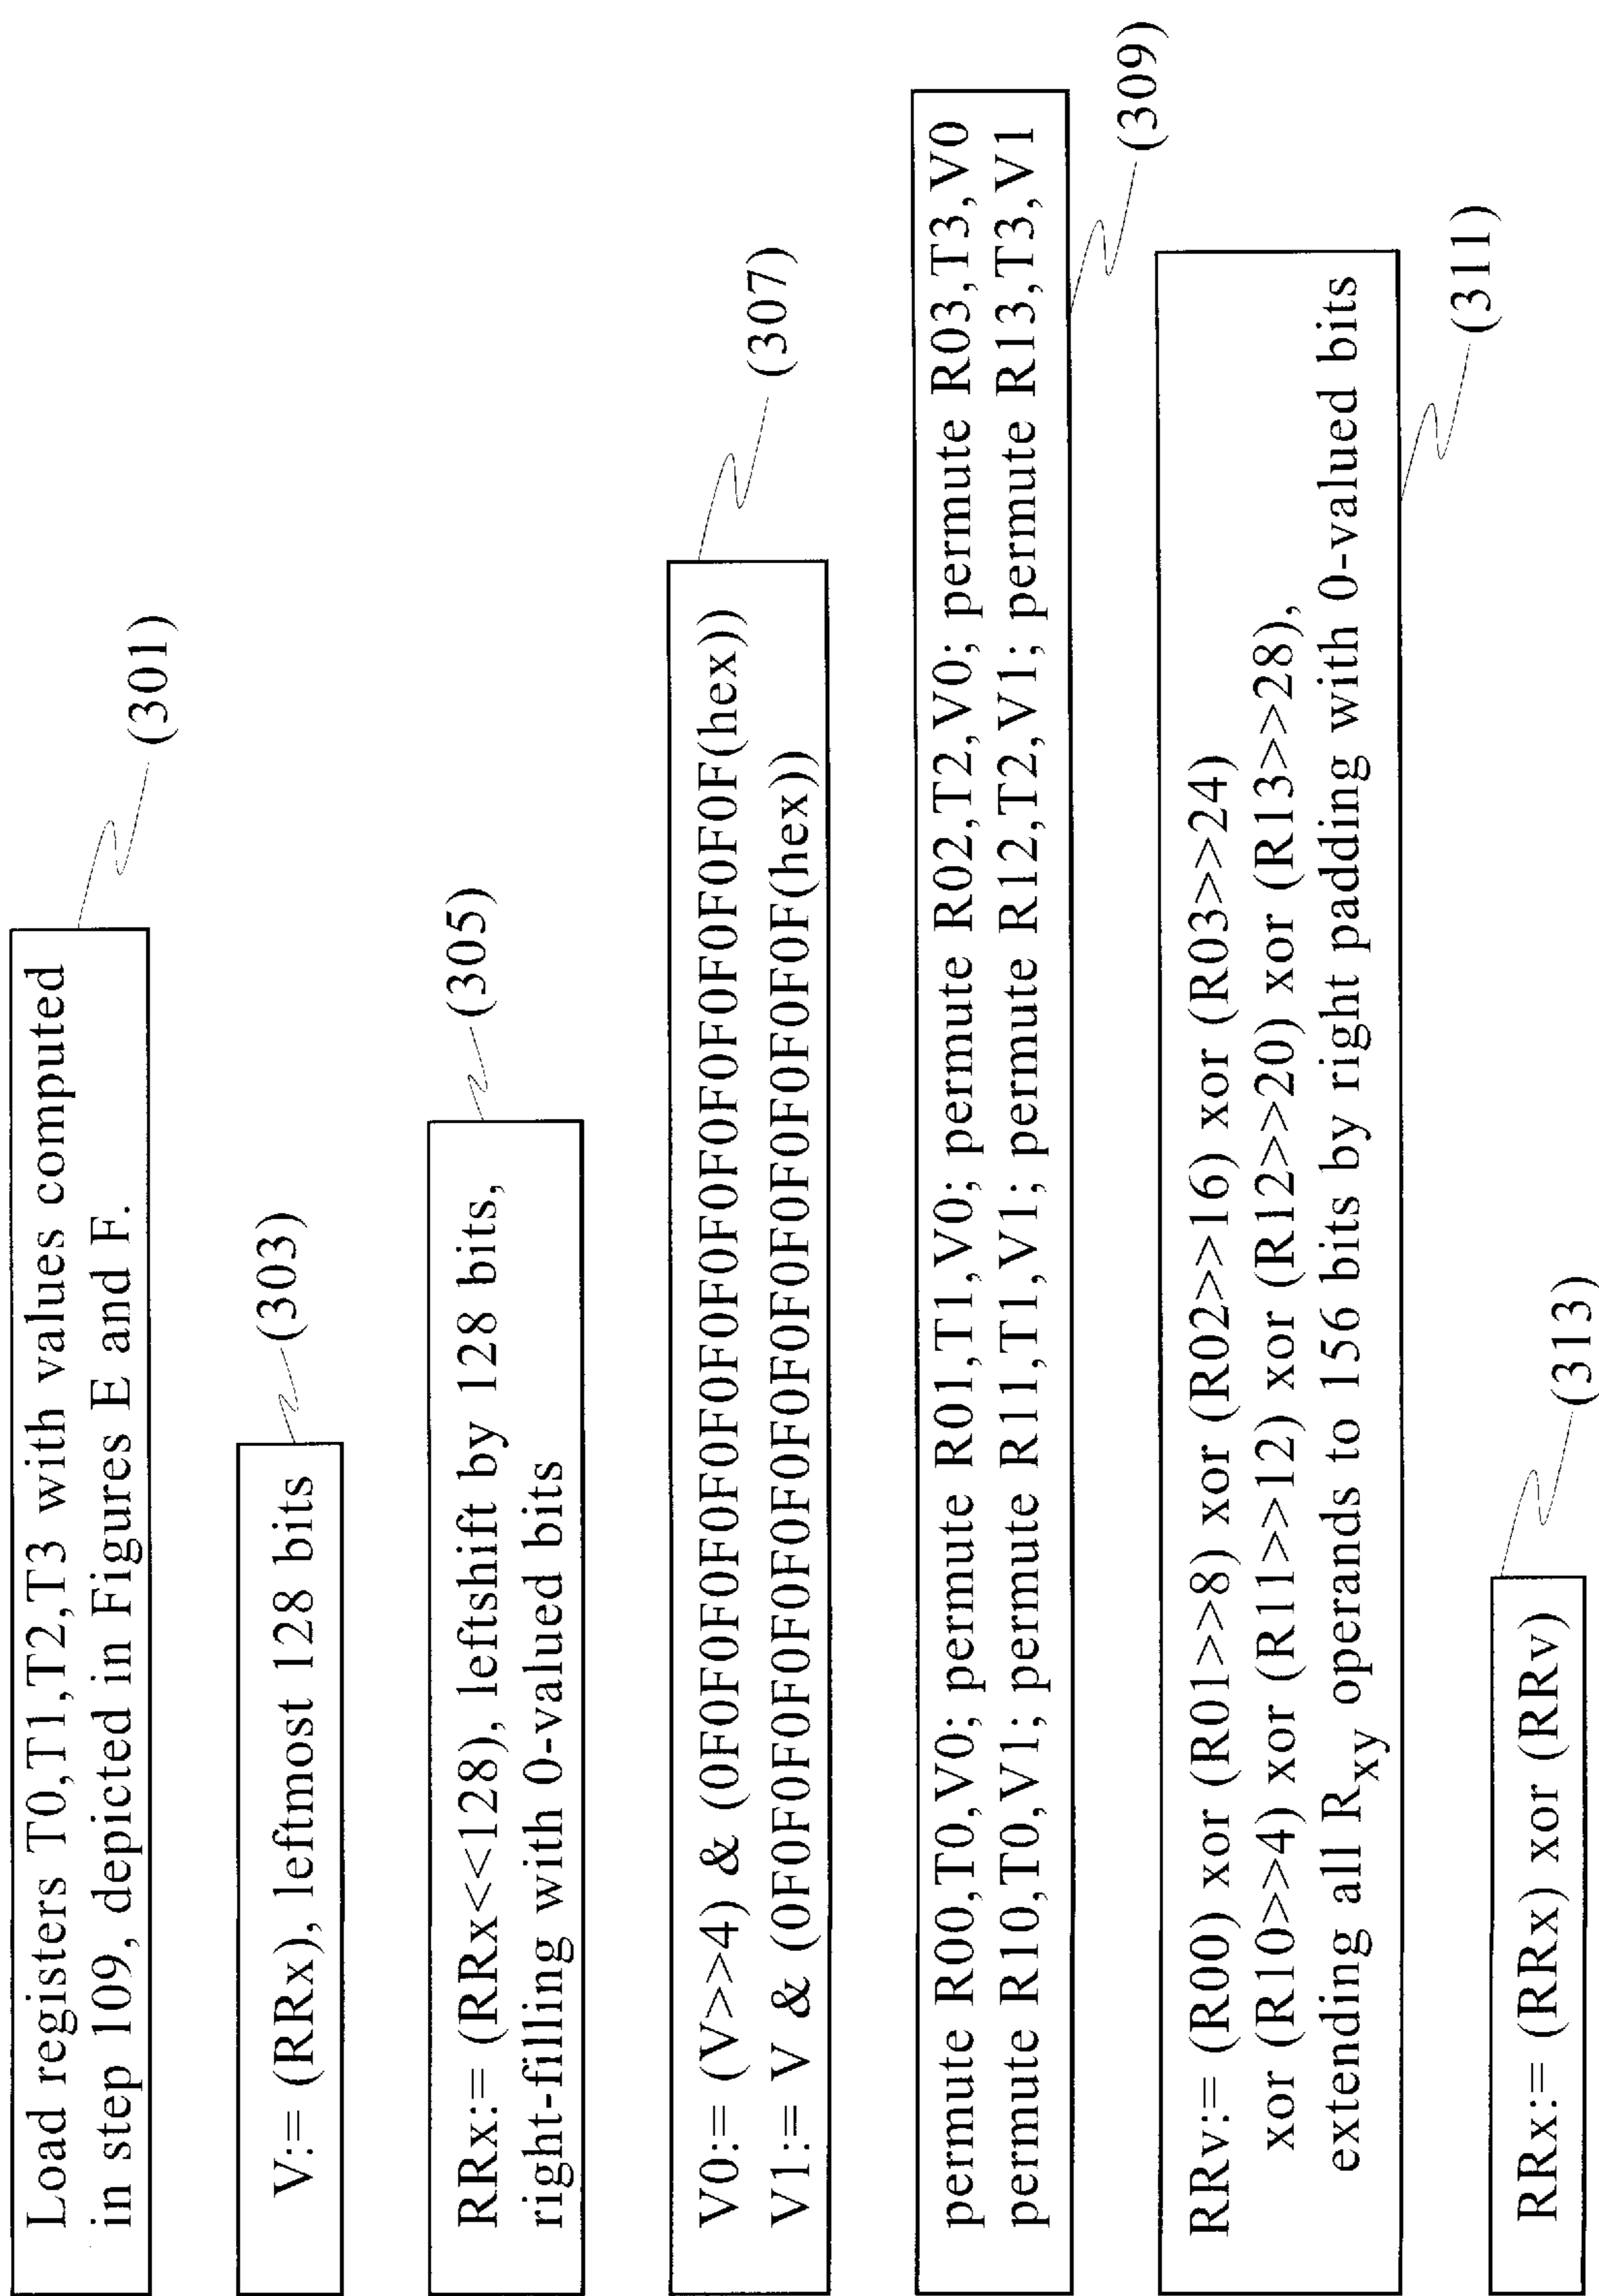 Load registers T0,T1,T2,T3 with values computed
in step 109, depicted in Figures E and F.
(301)
V:= (RRx), leftmost 128 bits
(303)
RRx:= (RRx<<128), leftshift by 128 bits,
right-filling with 0-valued bits
(305)
V0:= (V>>4) & (0F0F0F0F0F0F0F0F0F0F0F0F0F0F0F0F(hex))
V1:= V & (0F0F0F0F0F0F0F0F0F0F0F0F0F0F0F0F(hex))
(307)
permute R00,T0,V0; permute R01,T1,V0; permute R02,T2,V0; permute R03,T3,V0
permute R10,T0,V1; permute R11,T1,V1; permute R12,T2,V1; permute R13,T3,V1
(309)
RRv:= (R00) xor (R01>>8) xor (R02>>16) xor (R03>>24)
xor (R10>>4) xor (R11>>12) xor (R12>>20) xor (R13>>28),
extending all Rxy operands to 156 bits by right padding with 0-valued bits
(311)
RRx:= (RRx) xor (RRv)
(313)